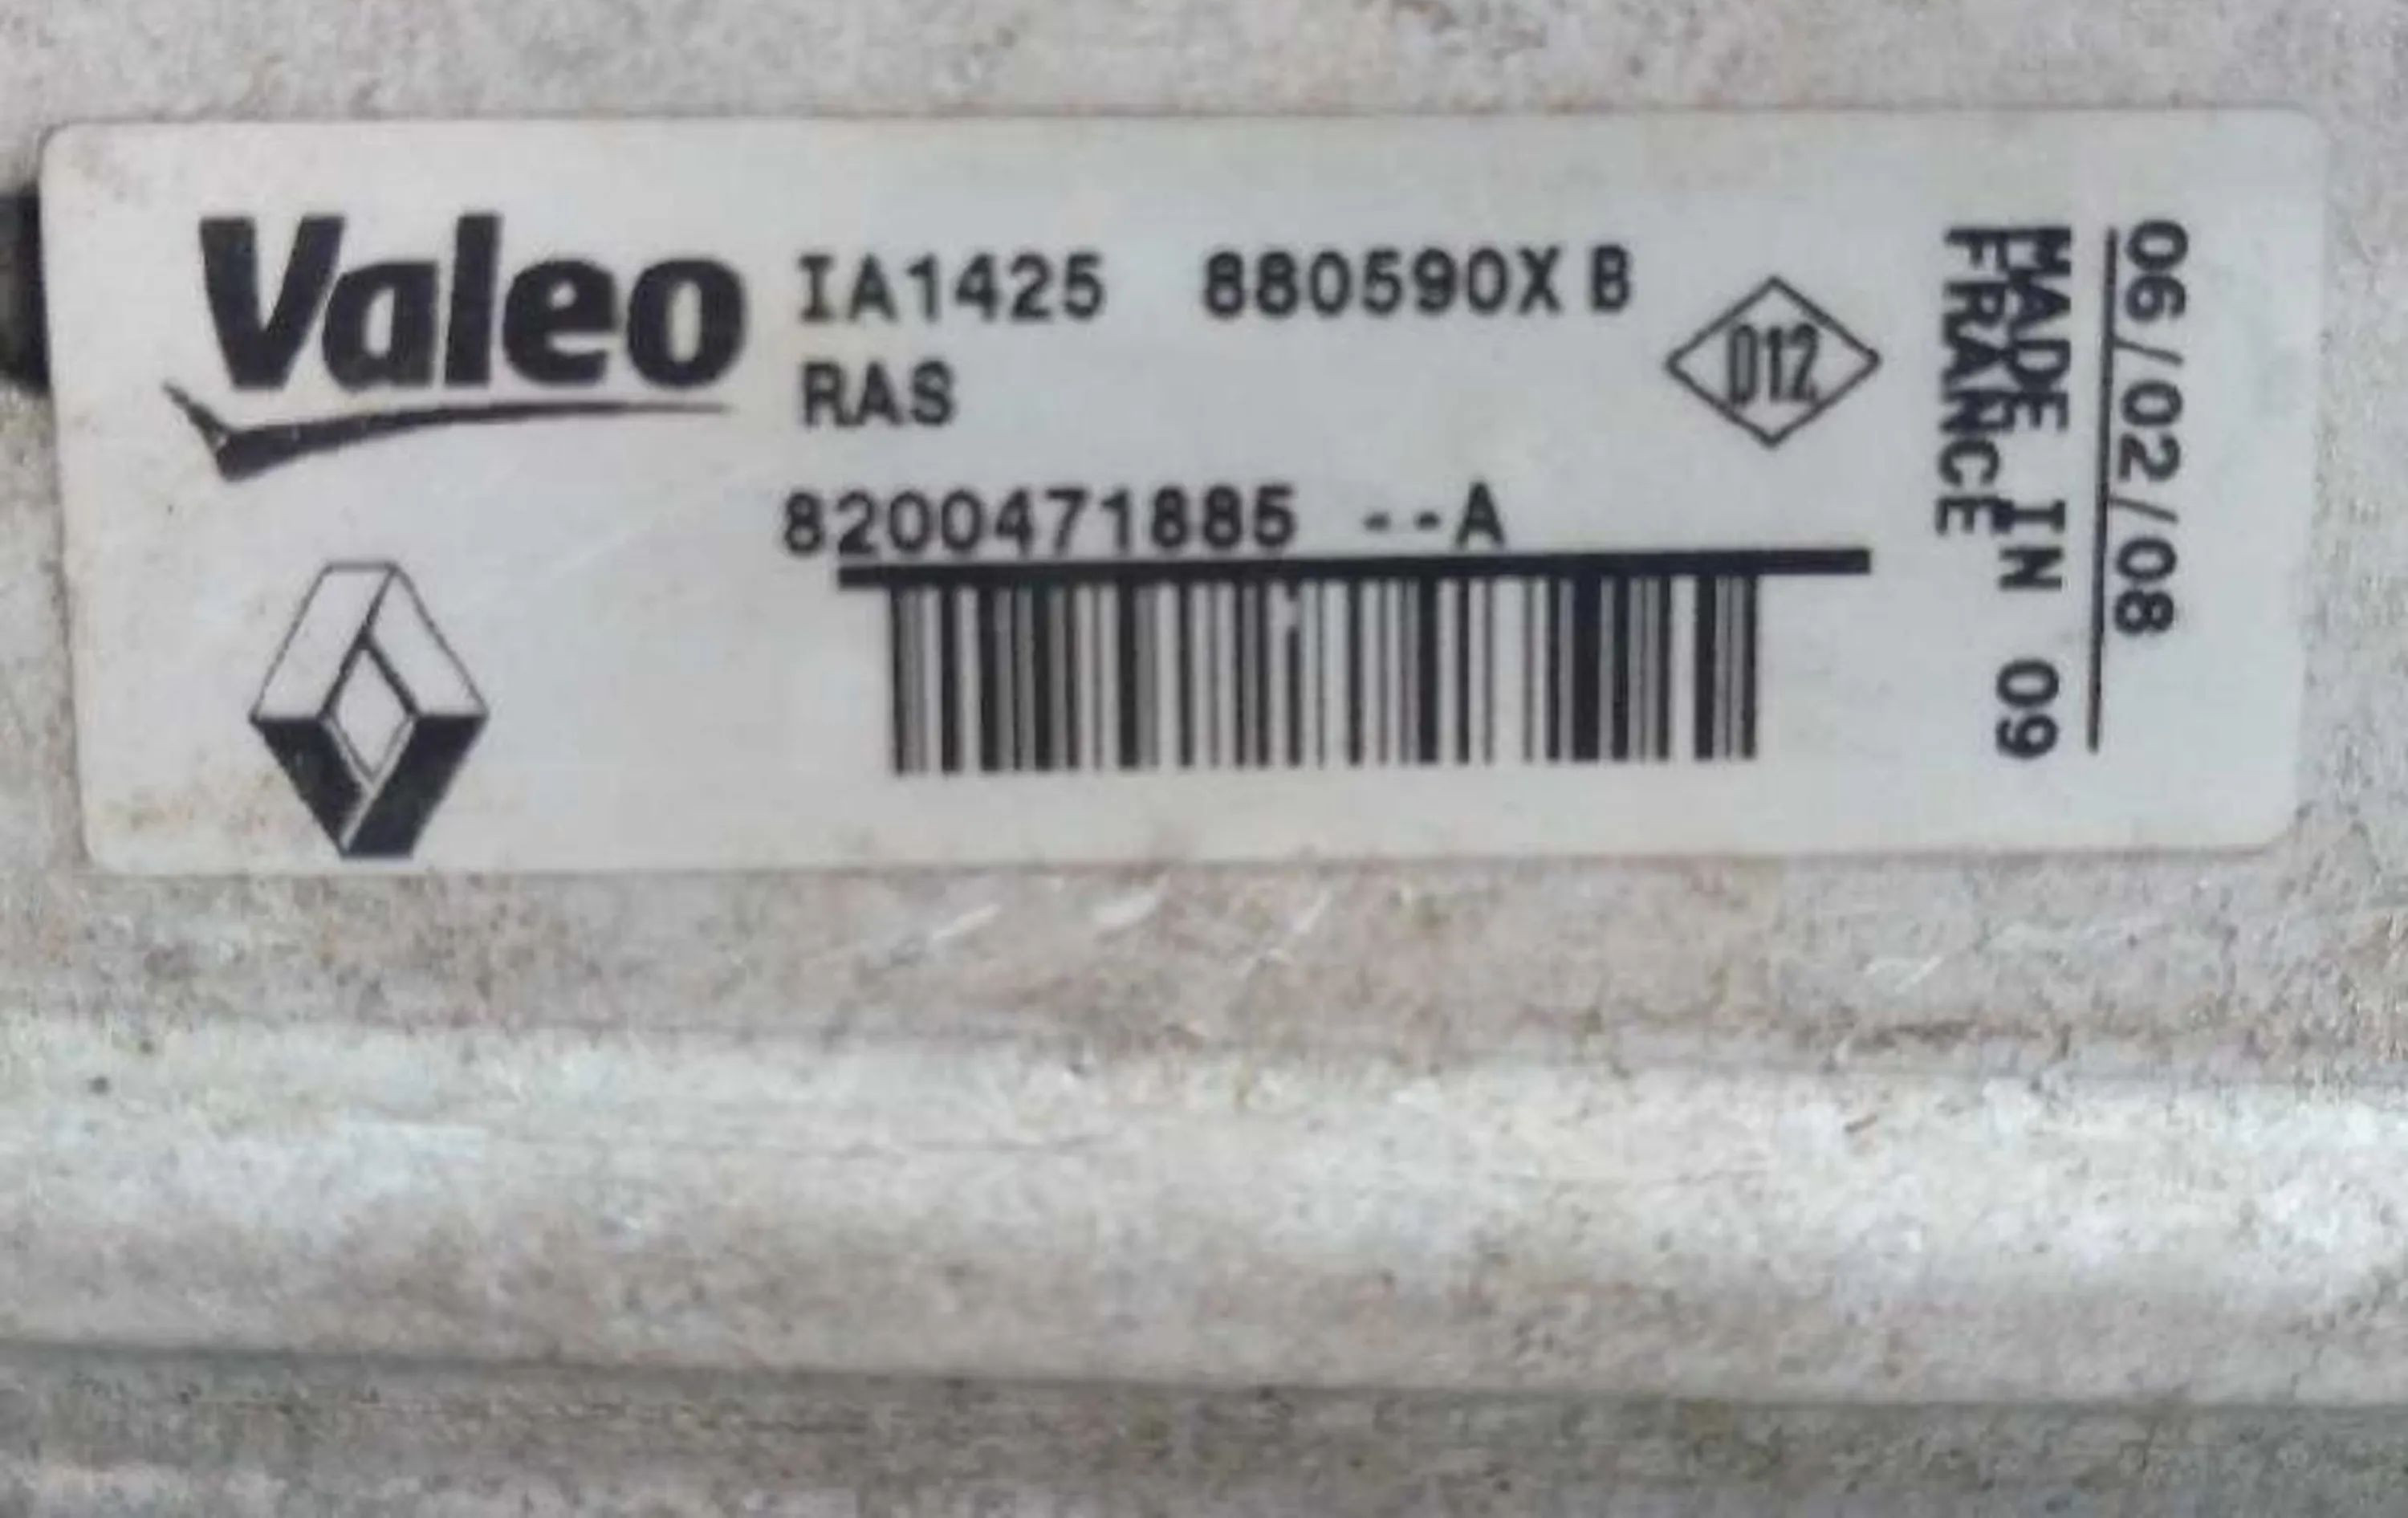 Valeo
IA1425 880590X B
RAS
D12
8200471885 --A
06/02/08
MADE IN 09
FRANCE